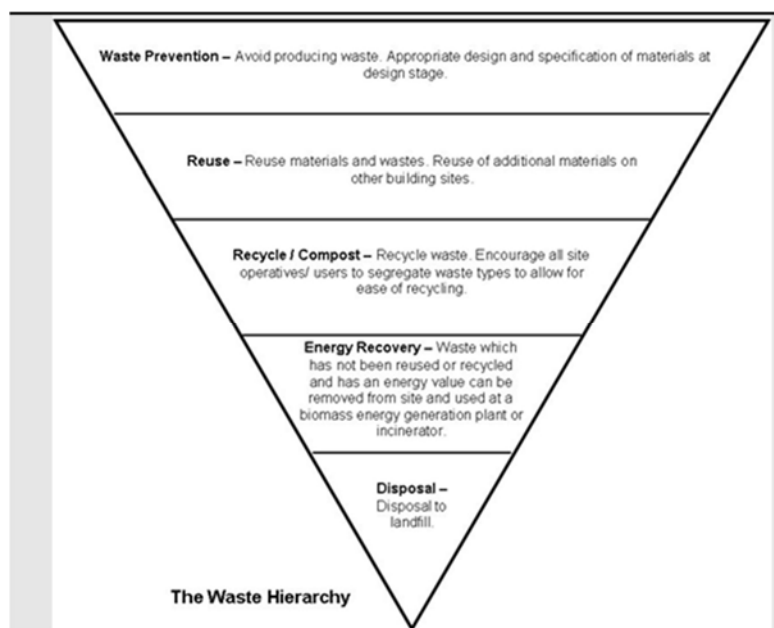 Waste Prevention – Avoid producing waste. Appropriate design and specification of materials at
design stage.
Reuse – Reuse materials and wastes. Reuse of additional materials on
other building sites.
Recycle / Compost – Recycle waste. Encourage all site
operatives/ users to segregate waste types to allow for
ease of recycling.
Energy Recovery – Waste which
has not been reused or recycled
and has an energy value can be
removed from site and used at a
biomass energy generation plant or
incinerator.
Disposal –
Disposal to
landfill.
The Waste Hierarchy